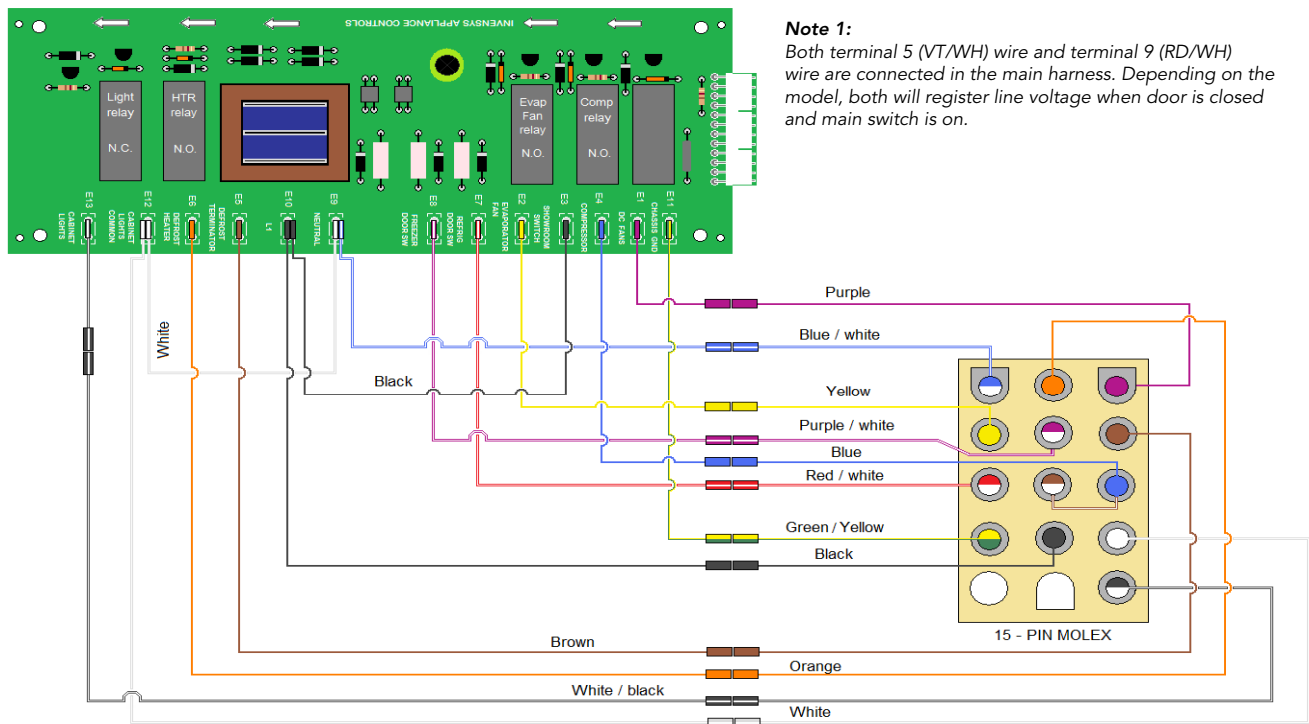 INVENSYS APPLIANCE CONTROLS
Note 1:
Both terminal 5 (VT/WH) wire and terminal 9 (RD/WH)
wire are connected in the main harness. Depending on the
model, both will register line voltage when door is closed
and main switch is on.
Light
relay
N.C.
HTR
relay
N.O.
Evap
Fan
relay
N.O.
Comp
relay
N.O.
E13
CABINET
LIGHTS
E12
CABINET
LIGHTS
COMMON
E6
DEFROST
HEATER
E5
DEFROST
TERMINATOR
E10
L1
E9
NEUTRAL
E8
FREEZER
DOOR SW
E7
REFRIG
DOOR SW
E2
EVAPORATOR
FAN
E3
SHOWROOM
SWITCH
E4
COMPRESSOR
E1
DC FANS
E11
CHASSIS GND
Purple
Blue / white
White
Black
Yellow
Purple / white
Blue
Red / white
Green / Yellow
Black
15 - PIN MOLEX
Brown
Orange
White / black
White